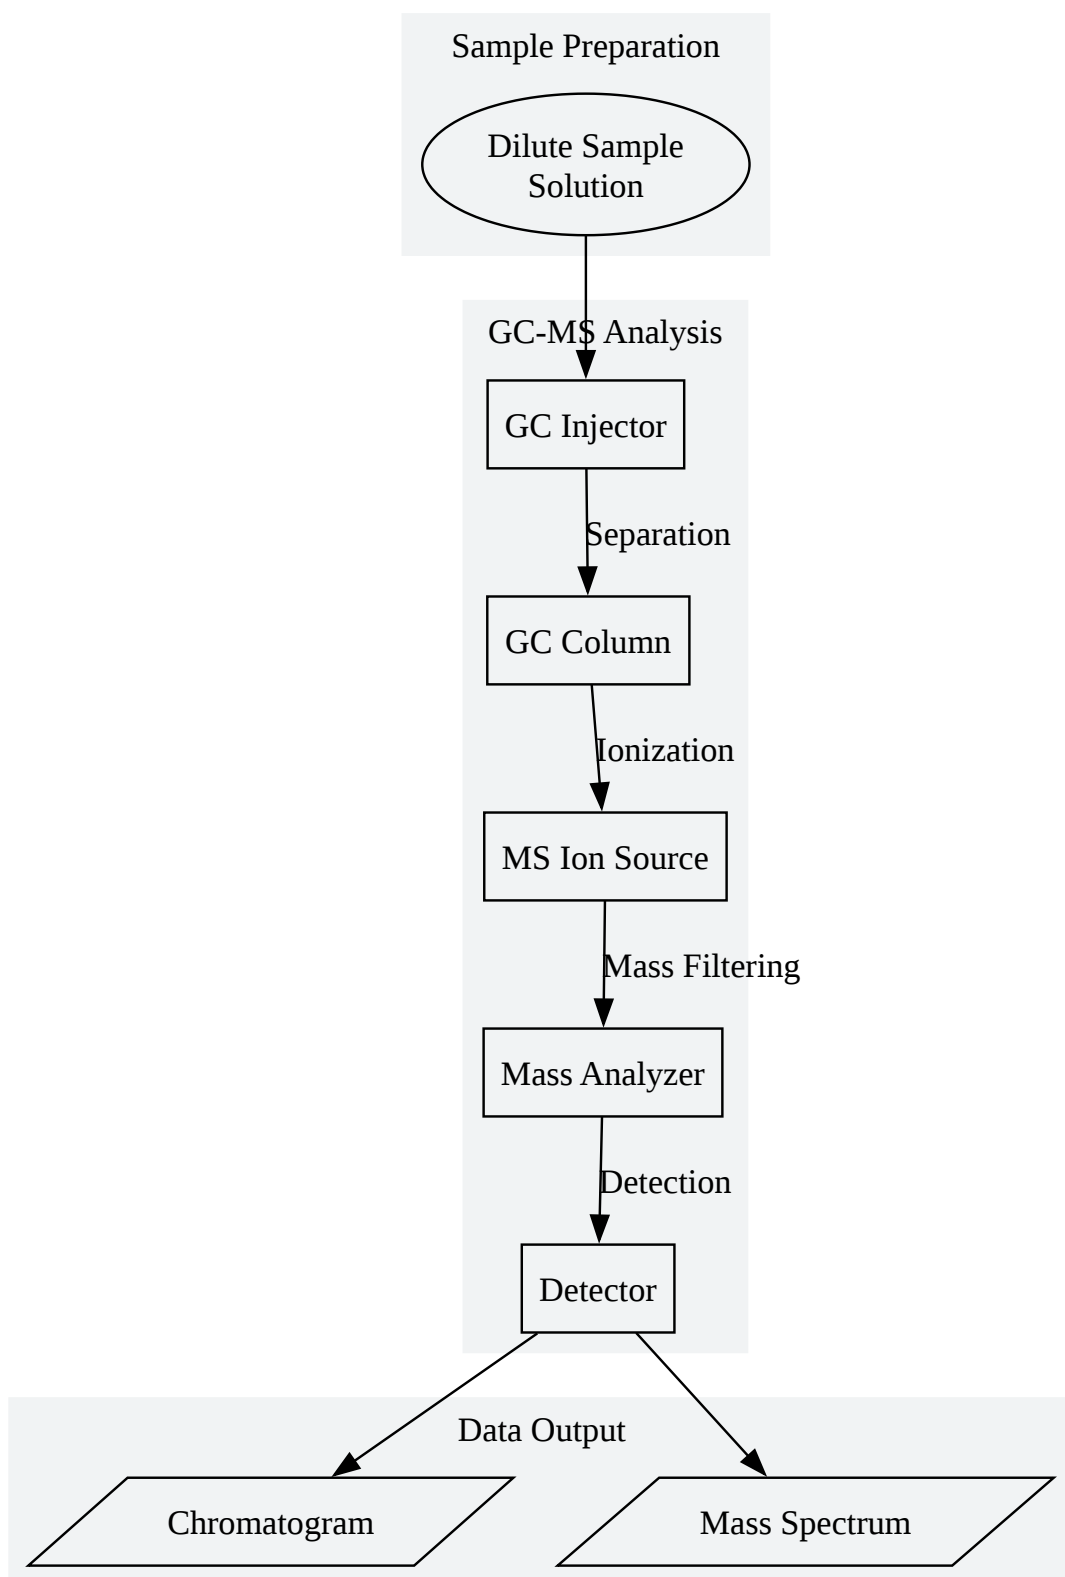 Sample Preparation
Dilute Sample
Solution
GC-MS Analysis
GC Injector
Separation
GC Column
Ionization
MS Ion Source
Mass Filtering
Mass Analyzer
Detection
Detector
Data Output
Chromatogram
Mass Spectrum